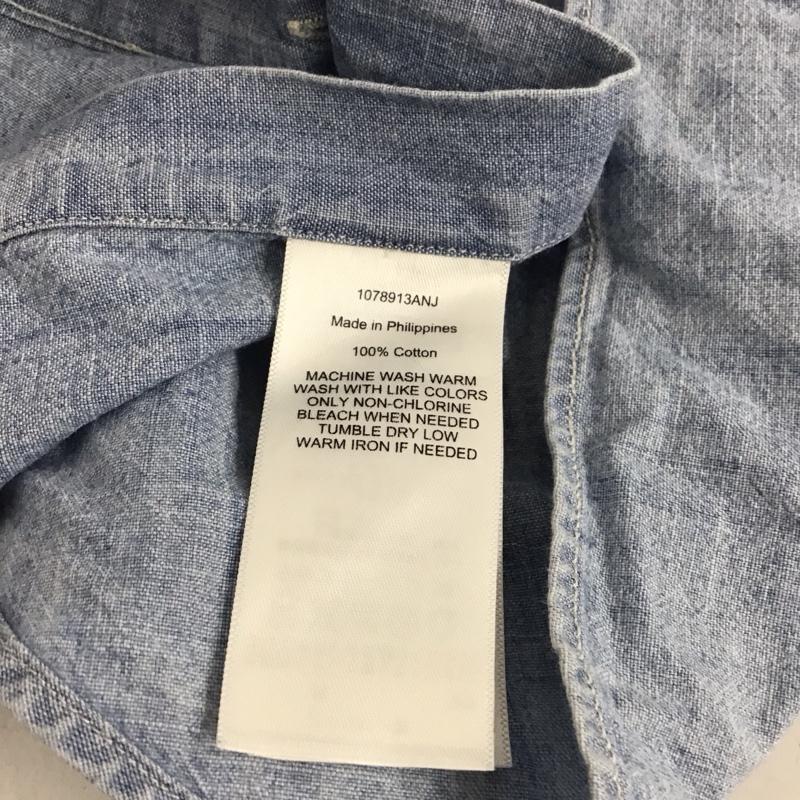 1078913ANJ
Made in Philippines
100% Cotton
MACHINE WASH WARM
WASH WITH LIKE COLORS
ONLY NON-CHLORINE
BLEACH WHEN NEEDED
TUMBLE DRY LOW
WARM IRON IF NEEDED